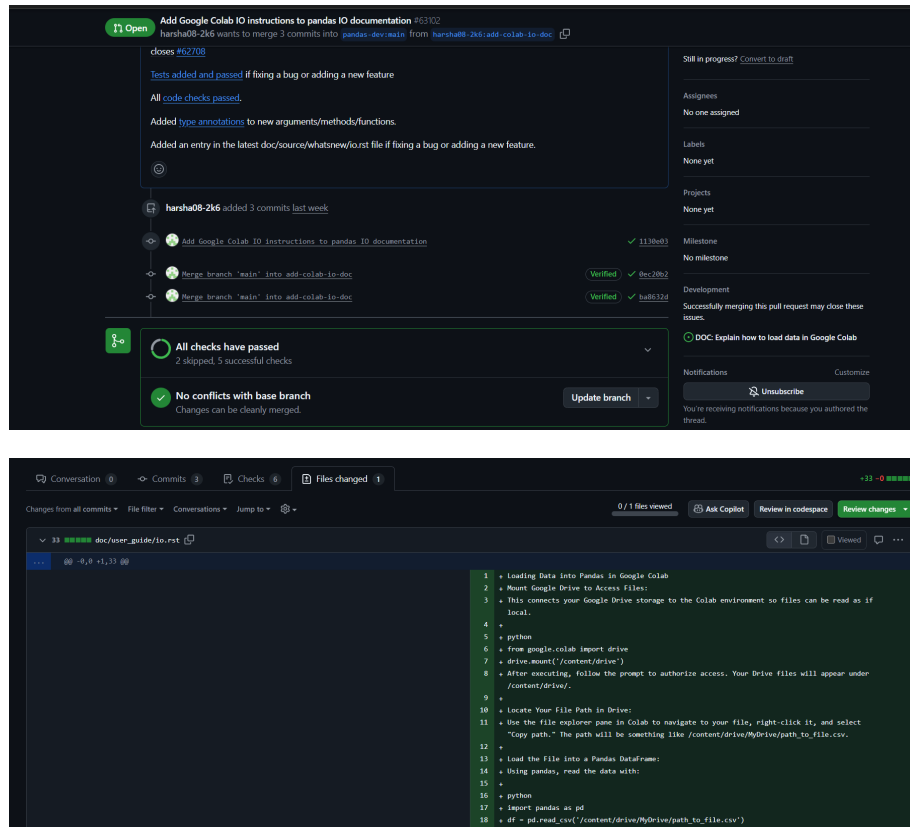 Open
Add Google Colab IO instructions to pandas IO documentation #63102
harsha08-2k6 wants to merge 3 commits into pandas-dev:main from harsha08-2k6:add-colab-io-doc
closes #62708
Tests added and passed if fixing a bug or adding a new feature
All code checks passed.
Added type annotations to new arguments/methods/functions.
Added an entry in the latest doc/source/whatsnew/io.rst file if fixing a bug or adding a new feature.
harsha08-2k6 added 3 commits last week
Add Google Colab IO instructions to pandas IO documentation 1130e03
Merge branch 'main' into add-colab-io-doc Verified 0ec20b2
Merge branch 'main' into add-colab-io-doc Verified ba8632d
All checks have passed
2 skipped, 5 successful checks
No conflicts with base branch
Changes can be cleanly merged.
Update branch
Still in progress? Convert to draft
Assignees
No one assigned
Labels
None yet
Projects
None yet
Milestone
No milestone
Development
Successfully merging this pull request may close these
issues.
DOC: Explain how to load data in Google Colab
Notifications Customize
Unsubscribe
You're receiving notifications because you authored the
thread.
Conversation 0 Commits 3 Checks 6 Files changed 1 +33 -0
Changes from all commits File filter Conversations Jump to 0 / 1 files viewed Ask Copilot Review in codespace Review changes
33 doc/user_guide/io.rst Viewed
... @@ -0,0 +1,33 @@
1 + Loading Data into Pandas in Google Colab
2 + Mount Google Drive to Access Files:
3 + This connects your Google Drive storage to the Colab environment so files can be read as if
local.
4 +
5 + python
6 + from google.colab import drive
7 + drive.mount('/content/drive')
8 + After executing, follow the prompt to authorize access. Your Drive files will appear under
/content/drive/.
9 +
10 + Locate Your File Path in Drive:
11 + Use the file explorer pane in Colab to navigate to your file, right-click it, and select
"Copy path." The path will be something like /content/drive/MyDrive/path_to_file.csv.
12 +
13 + Load the File into a Pandas DataFrame:
14 + Using pandas, read the data with:
15 +
16 + python
17 + import pandas as pd
18 + df = pd.read_csv('/content/drive/MyDrive/path_to_file.csv')